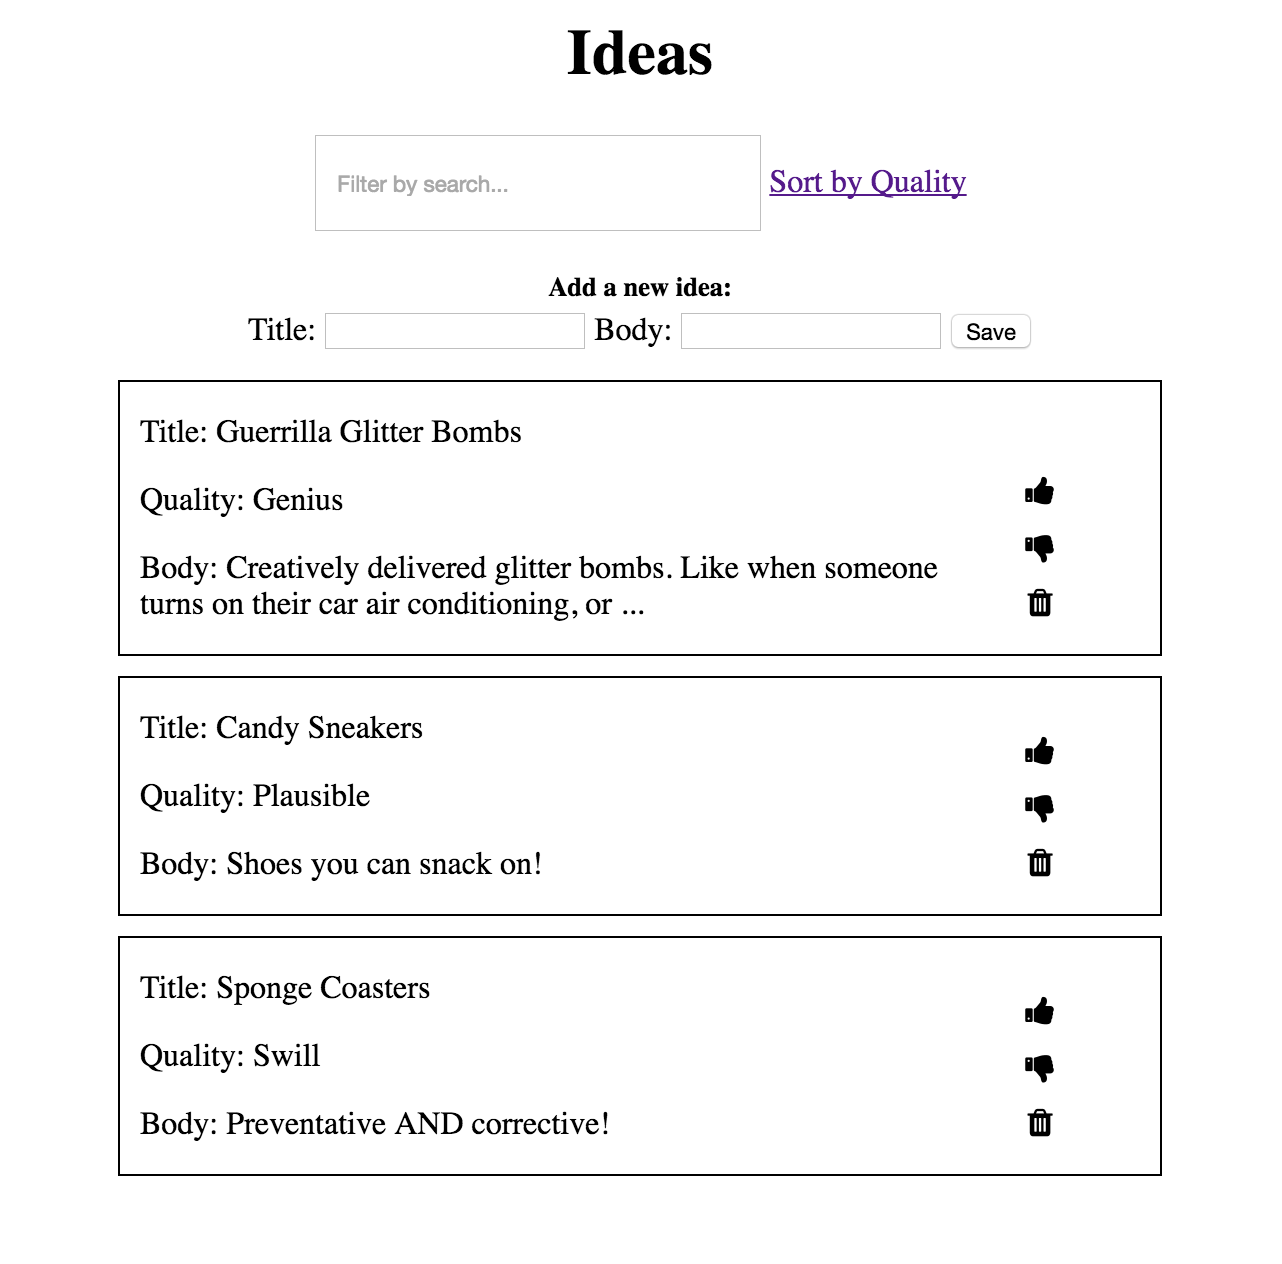 Ideas
Filter by search... Sort by Quality
Add a new idea:
Title: Body: Save
Title: Guerrilla Glitter Bombs
Quality: Genius
Body: Creatively delivered glitter bombs. Like when someone
turns on their car air conditioning, or ...
Title: Candy Sneakers
Quality: Plausible
Body: Shoes you can snack on!
Title: Sponge Coasters
Quality: Swill
Body: Preventative AND corrective!